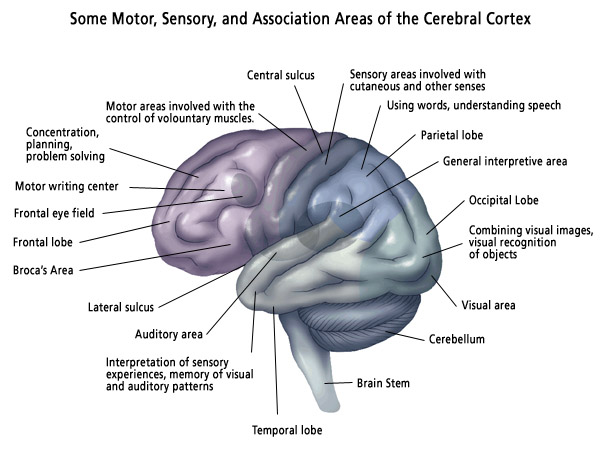 Some Motor, Sensory, and Association Areas of the Cerebral Cortex
Central sulcus
Sensory areas involved with
cutaneous and other senses
Motor areas involved with the
control of volountary muscles.
Using words, understanding speech
Concentration,
planning,
problem solving
Parietal lobe
General interpretive area
Motor writing center
Frontal eye field
Occipital Lobe
Frontal lobe
Combining visual images,
visual recognition
of objects
Broca's Area
Lateral sulcus
Visual area
Auditory area
Cerebellum
Interpretation of sensory
experiences, memory of visual
and auditory patterns
Brain Stem
Temporal lobe